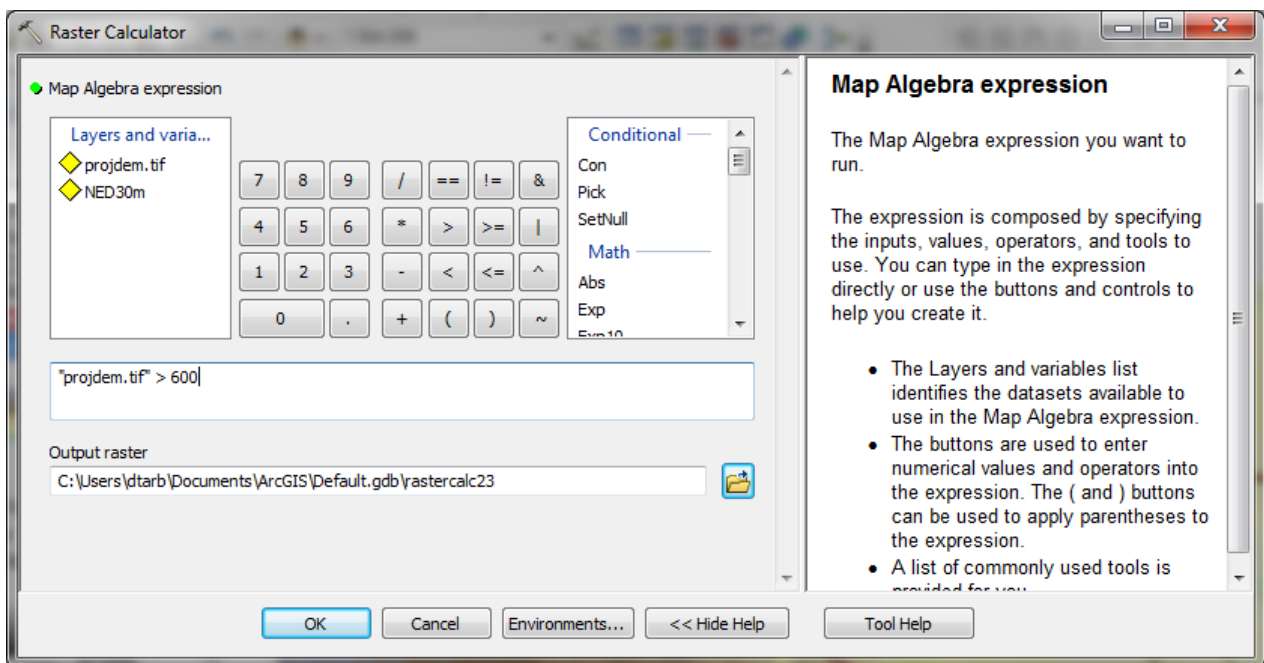 Raster Calculator
Map Algebra expression
Layers and varia...
projdem.tif
NED30m
7 8 9 / == != &
4 5 6 * > >= |
1 2 3 - < <= ^
0 . + ( ) ~
Conditional
Con
Pick
SetNull
Math
Abs
Exp
Exp10
"projdem.tif" > 600
Output raster
C:\Users\dtarb\Documents\ArcGIS\Default.gdb\rastercalc23
OK Cancel Environments... << Hide Help Tool Help
Map Algebra expression
The Map Algebra expression you want to
run.
The expression is composed by specifying
the inputs, values, operators, and tools to
use. You can type in the expression
directly or use the buttons and controls to
help you create it.
• The Layers and variables list
identifies the datasets available to
use in the Map Algebra expression.
• The buttons are used to enter
numerical values and operators into
the expression. The ( and ) buttons
can be used to apply parentheses to
the expression.
• A list of commonly used tools is
provided for you